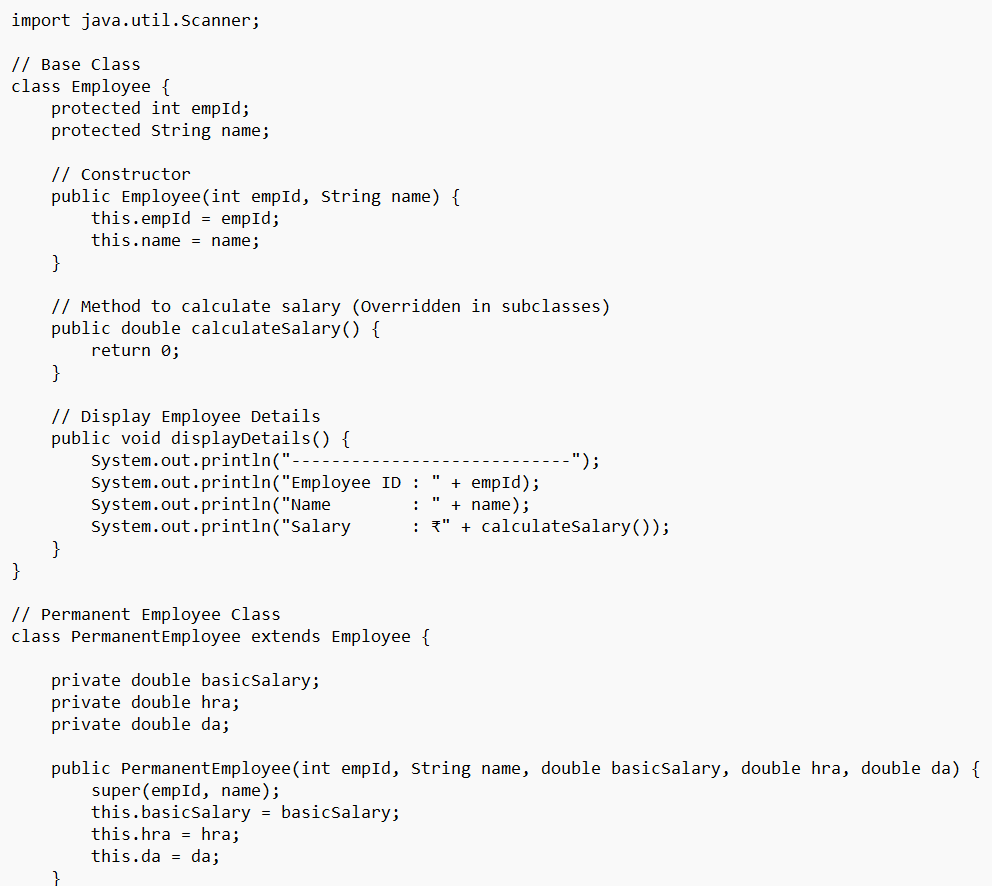 import java.util.Scanner;

// Base Class
class Employee {
    protected int empId;
    protected String name;

    // Constructor
    public Employee(int empId, String name) {
        this.empId = empId;
        this.name = name;
    }

    // Method to calculate salary (Overridden in subclasses)
    public double calculateSalary() {
        return 0;
    }

    // Display Employee Details
    public void displayDetails() {
        System.out.println("----------------------------");
        System.out.println("Employee ID : " + empId);
        System.out.println("Name        : " + name);
        System.out.println("Salary      : ₹" + calculateSalary());
    }
}

// Permanent Employee Class
class PermanentEmployee extends Employee {

    private double basicSalary;
    private double hra;
    private double da;

    public PermanentEmployee(int empId, String name, double basicSalary, double hra, double da) {
        super(empId, name);
        this.basicSalary = basicSalary;
        this.hra = hra;
        this.da = da;
    }